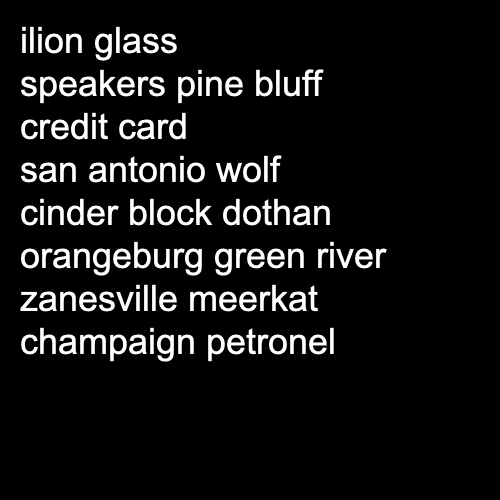 ilion glass
speakers pine bluff
credit card
san antonio wolf
cinder block dothan
orangeburg green river
zanesville meerkat
champaign petronel